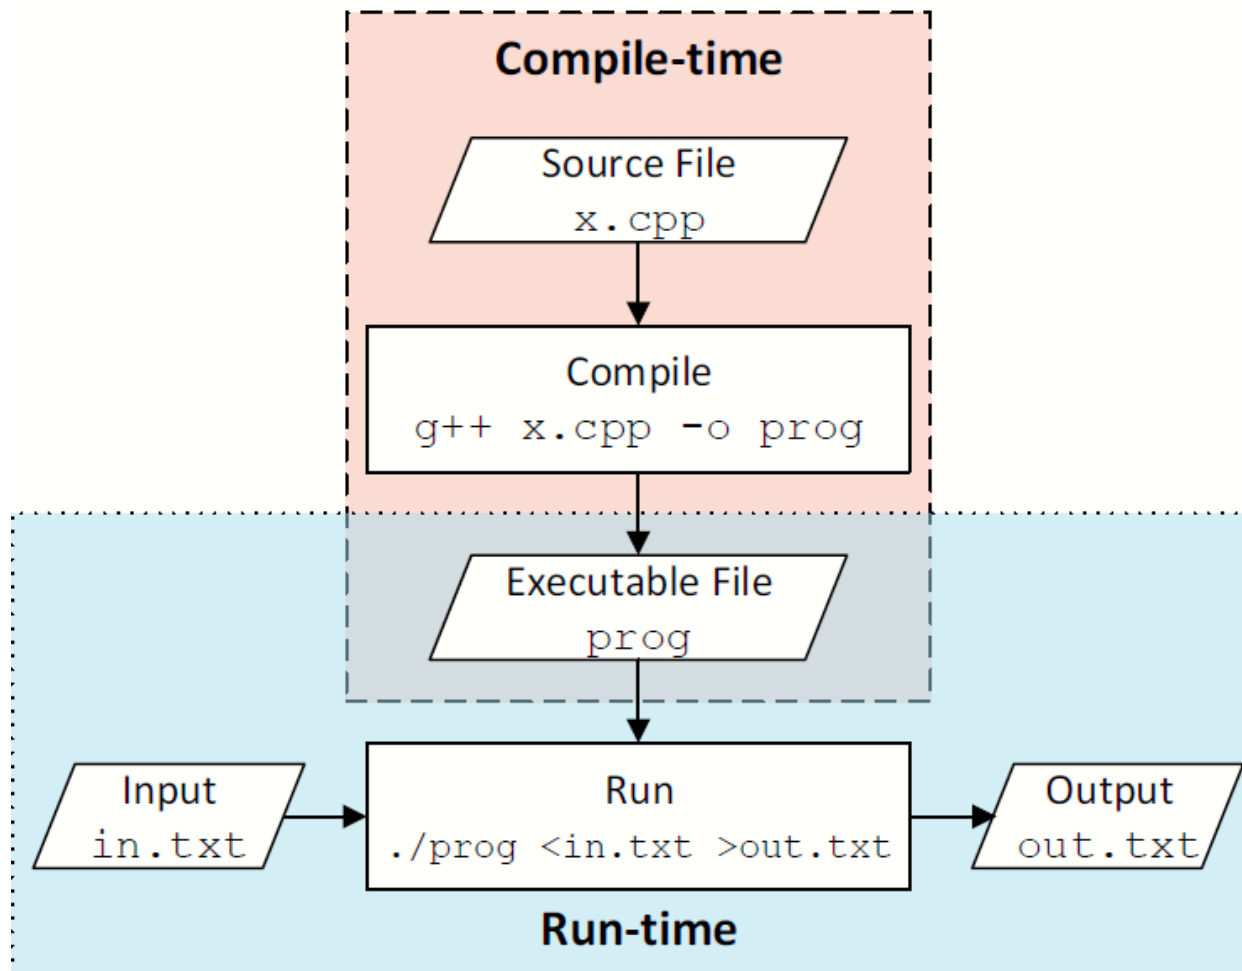 Compile-time
Source File
x.cpp
Compile
g++ x.cpp -o prog
Executable File
prog
Input
in.txt
Run
./prog <in.txt >out.txt
Output
out.txt
Run-time